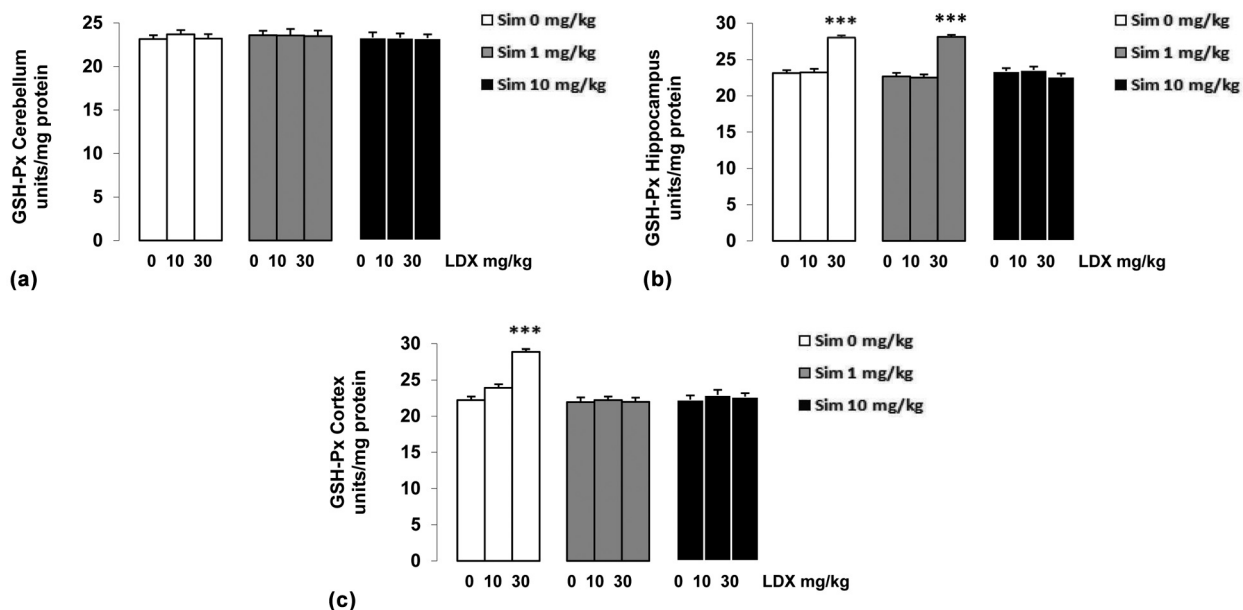 GSH-Px Cerebellum
units/mg protein
25
20
15
10
5
0
0 10 30 0 10 30 0 10 30 LDX mg/kg
Sim 0 mg/kg
Sim 1 mg/kg
Sim 10 mg/kg
(a)
GSH-Px Hippocampus
units/mg protein
30
25
20
15
10
5
0
*** ***
0 10 30 0 10 30 0 10 30 LDX mg/kg
Sim 0 mg/kg
Sim 1 mg/kg
Sim 10 mg/kg
(b)
GSH-Px Cortex
units/mg protein
30
25
20
15
10
5
0
***
0 10 30 0 10 30 0 10 30 LDX mg/kg
Sim 0 mg/kg
Sim 1 mg/kg
Sim 10 mg/kg
(c)